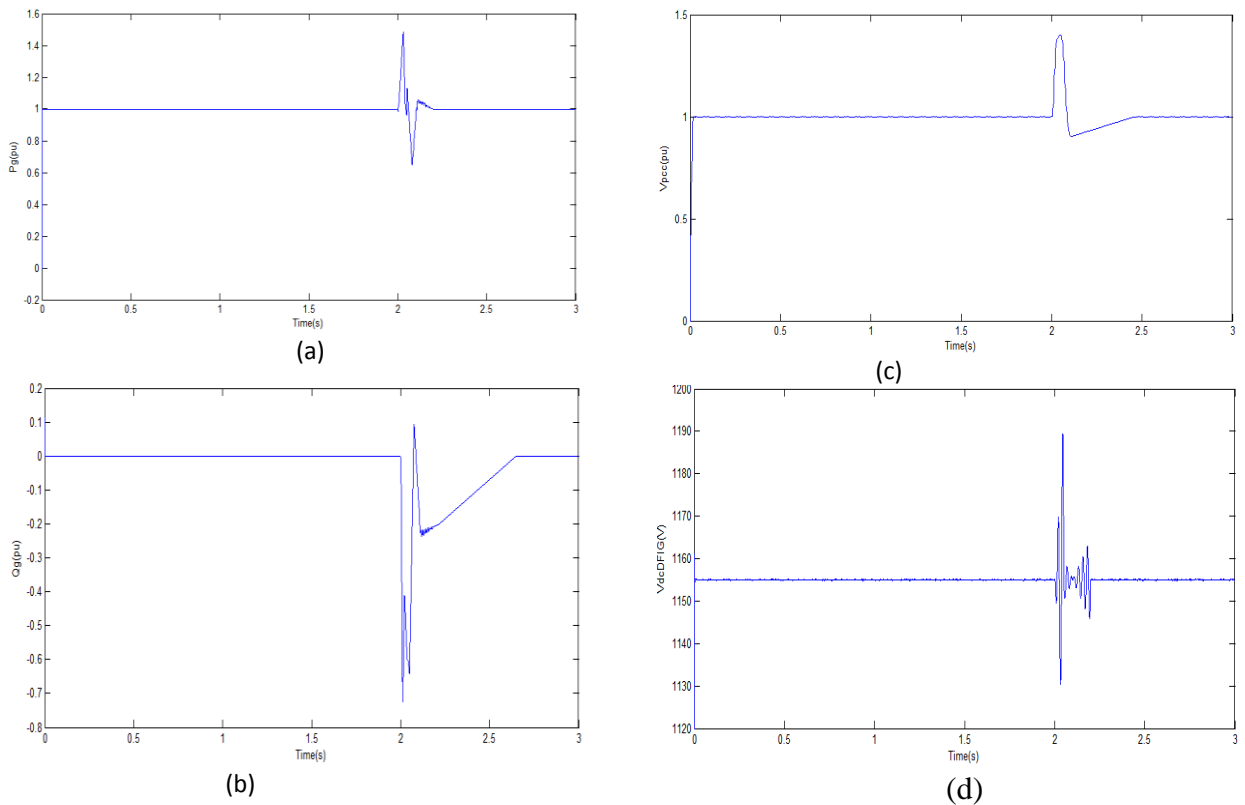 1.6
1.4
1.2
1
0.8
0.6
0.4
0.2
0
-0.2
Pg(pu)
0 0.5 1 1.5 2 2.5 3
Time(s)
(a)
1.5
1
0.5
0
Vpcc(pu)
0 0.5 1 1.5 2 2.5 3
Time(s)
(c)
0.2
0.1
0
-0.1
-0.2
-0.3
-0.4
-0.5
-0.6
-0.7
-0.8
Qg(pu)
0 0.5 1 1.5 2 2.5 3
Time(s)
(b)
1200
1190
1180
1170
1160
1150
1140
1130
1120
VdcDFIG(V)
0 0.5 1 1.5 2 2.5 3
Time(s)
(d)